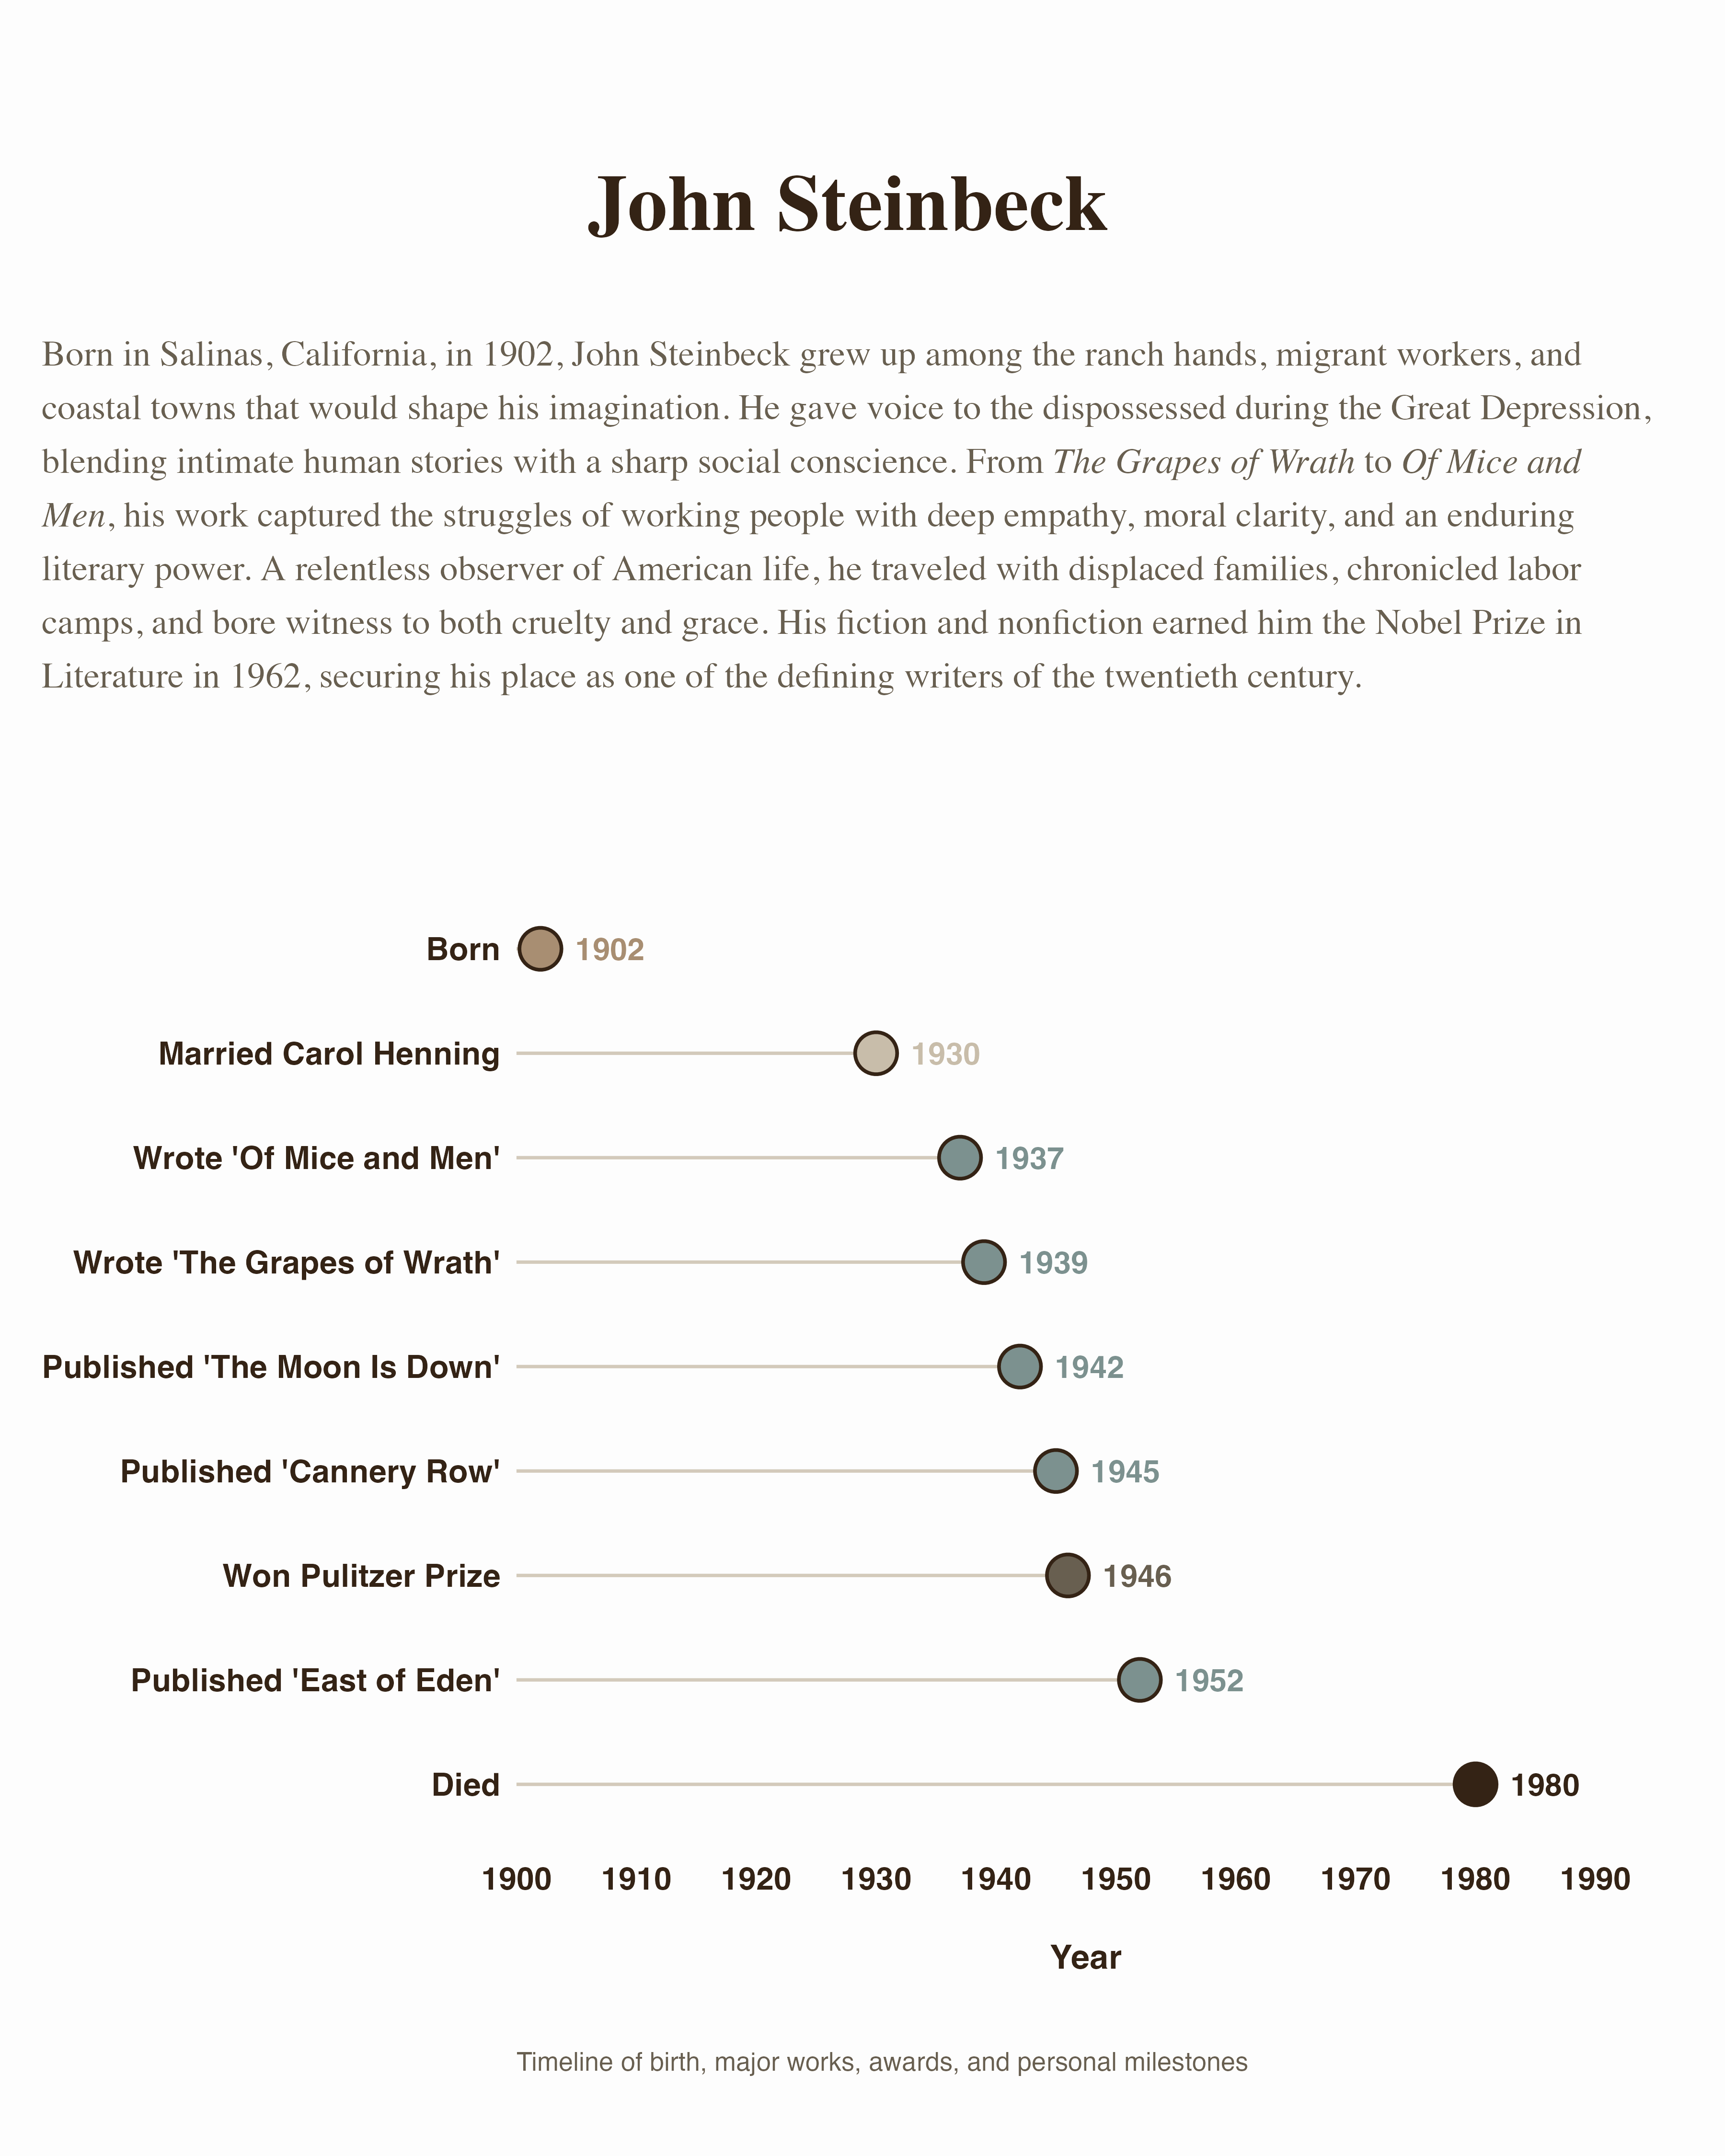 John Steinbeck
Born in Salinas, California, in 1902, John Steinbeck grew up among the ranch hands, migrant workers, and
coastal towns that would shape his imagination. He gave voice to the dispossessed during the Great Depression,
blending intimate human stories with a sharp social conscience. From The Grapes of Wrath to Of Mice and
Men, his work captured the struggles of working people with deep empathy, moral clarity, and an enduring
literary power. A relentless observer of American life, he traveled with displaced families, chronicled labor
camps, and bore witness to both cruelty and grace. His fiction and nonfiction earned him the Nobel Prize in
Literature in 1962, securing his place as one of the defining writers of the twentieth century.
Born 1902
Married Carol Henning 1930
Wrote 'Of Mice and Men' 1937
Wrote 'The Grapes of Wrath' 1939
Published 'The Moon Is Down' 1942
Published 'Cannery Row' 1945
Won Pulitzer Prize 1946
Published 'East of Eden' 1952
Died 1980
1900 1910 1920 1930 1940 1950 1960 1970 1980 1990
Year
Timeline of birth, major works, awards, and personal milestones